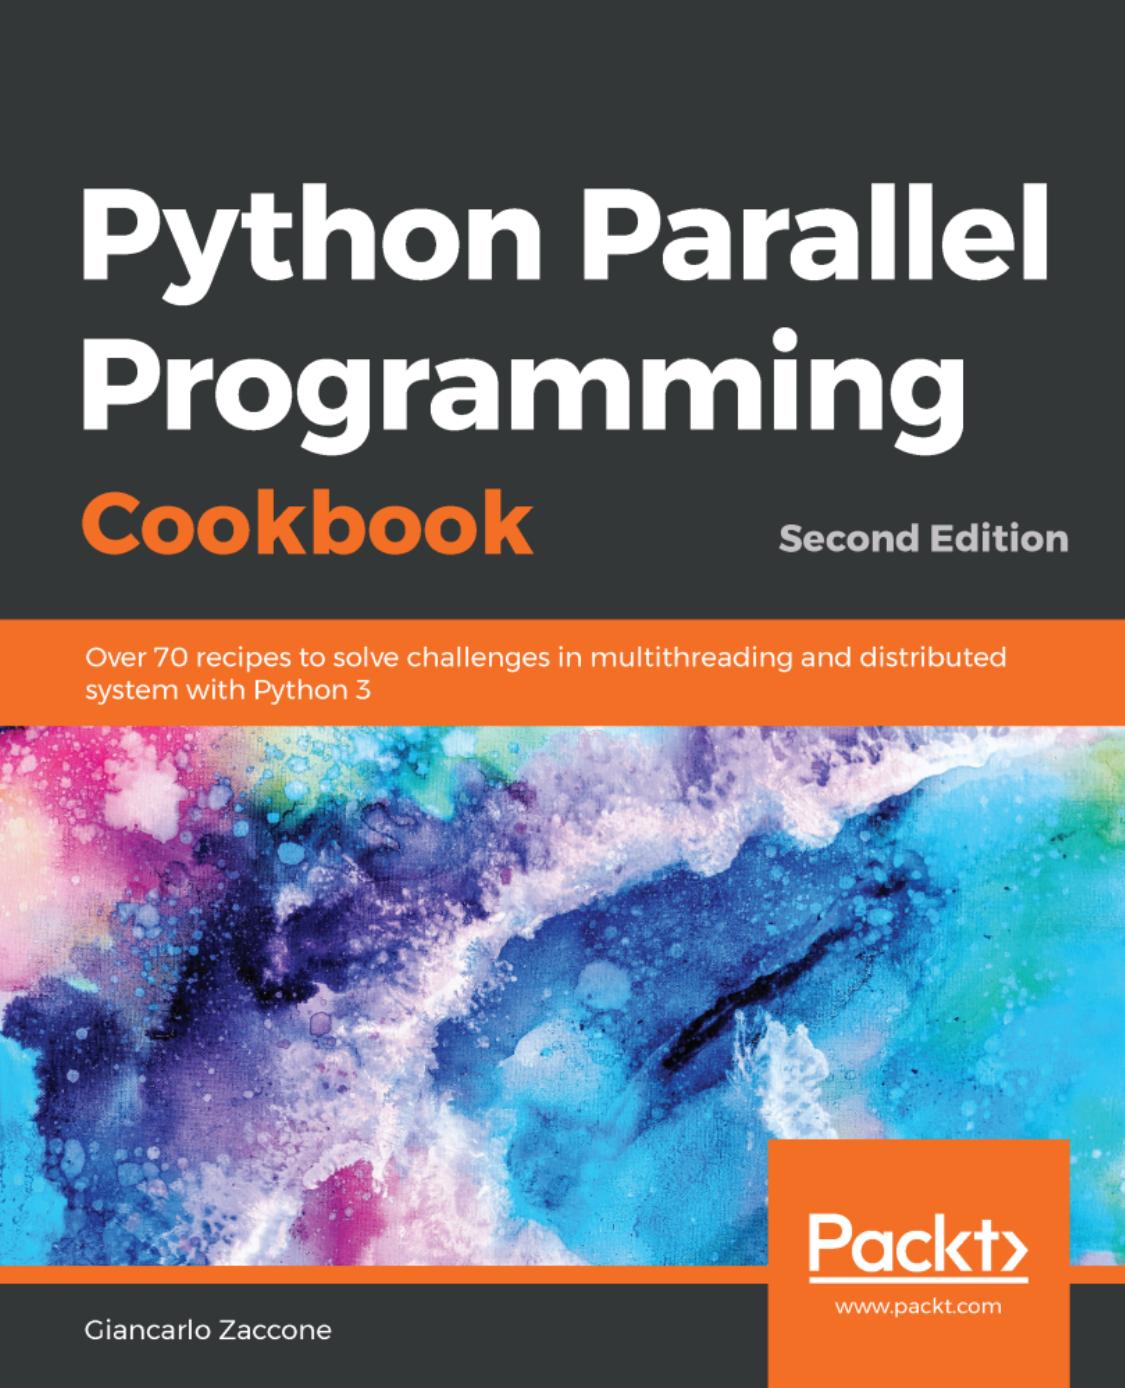 Python Parallel
Programming
Cookbook
Second Edition
Over 70 recipes to solve challenges in multithreading and distributed
system with Python 3
Packt
www.packt.com
Giancarlo Zaccone